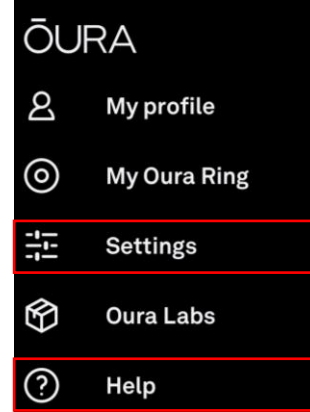 ŌURA
My profile
My Oura Ring
Settings
Oura Labs
Help